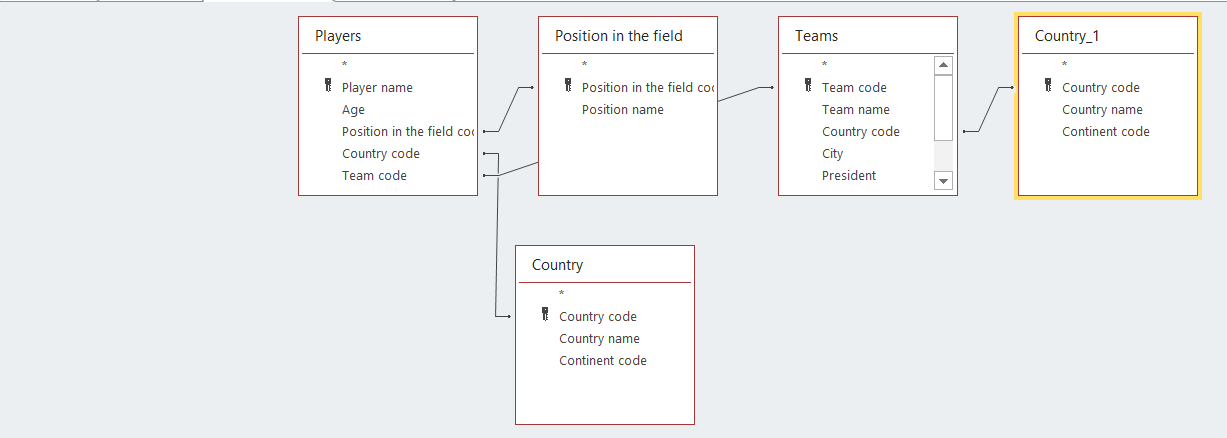 Players
*
Player name
Age
Position in the field coc
Country code
Team code
Position in the field
*
Position in the field coc
Position name
Teams
*
Team code
Team name
Country code
City
President
Country_1
*
Country code
Country name
Continent code
Country
*
Country code
Country name
Continent code